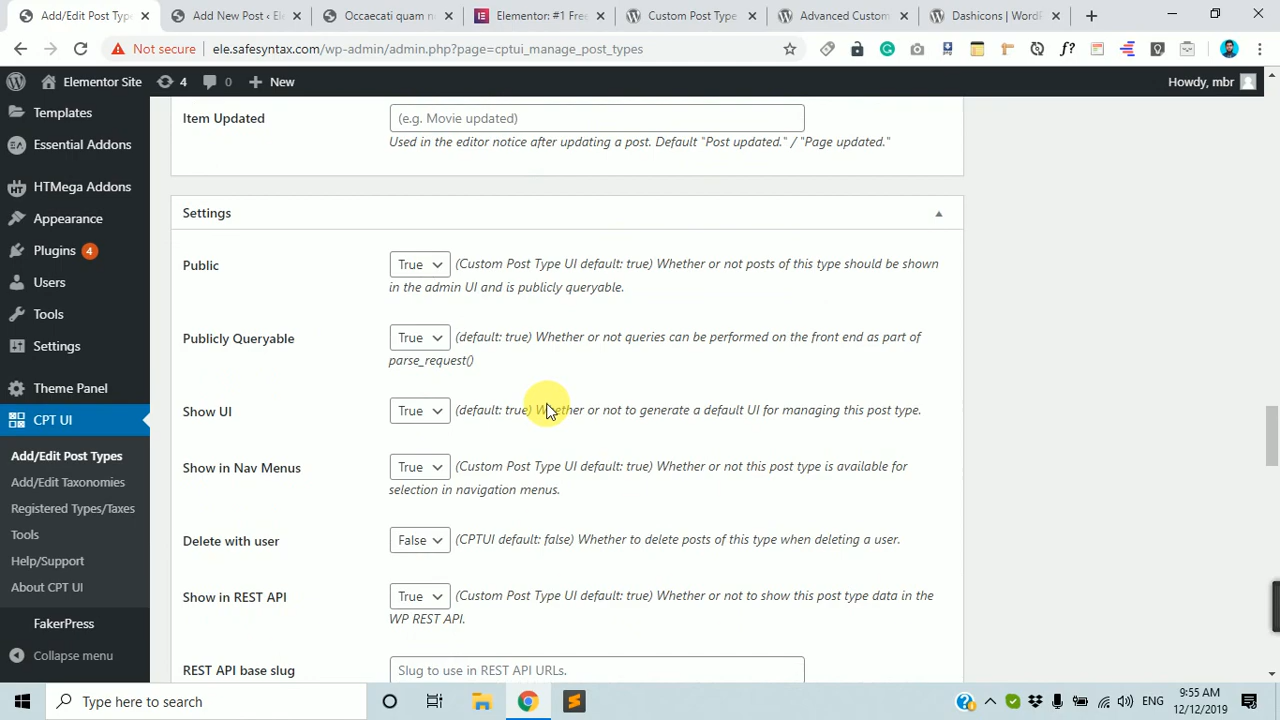 Add/Edit Post Type
Add/New Post ‹ Ele
Occaecati quam no
Elementor: #1 Free
Custom Post Type
Advanced Custom
Dashicons | WordP
Not secure
ele.safesyntax.com/wp-admin/admin.php?page=cptui_manage_post_types
Elementor Site
4
0
New
Howdy, mbr
Templates
Essential Addons
HTMega Addons
Appearance
Plugins 4
Users
Tools
Settings
Theme Panel
CPT UI
Add/Edit Post Types
Add/Edit Taxonomies
Registered Types/Taxes
Tools
Help/Support
About CPT UI
FakerPress
Collapse menu
Item Updated
(e.g. Movie updated)
Used in the editor notice after updating a post. Default "Post updated." / "Page updated."
Settings
Public
True (Custom Post Type UI default: true) Whether or not posts of this type should be shown
in the admin UI and is publicly queryable.
Publicly Queryable
True (default: true) Whether or not queries can be performed on the front end as part of
parse_request()
Show UI
True (default: true) Whether or not to generate a default UI for managing this post type.
Show in Nav Menus
True (Custom Post Type UI default: true) Whether or not this post type is available for
selection in navigation menus.
Delete with user
False (CPTUI default: false) Whether to delete posts of this type when deleting a user.
Show in REST API
True (Custom Post Type UI default: true) Whether or not to show this post type data in the
WP REST API.
REST API base slug
Slug to use in REST API URLs.
Type here to search
ENG
9:55 AM
12/12/2019